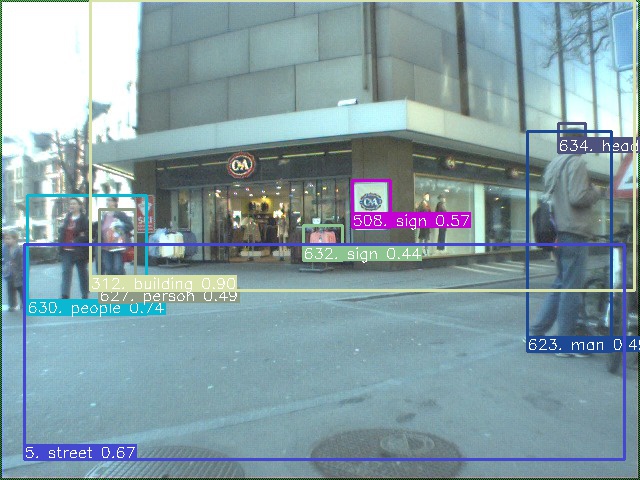 634. head
C&A
C&A
508. sign 0.57
632. sign 0.44
312. building 0.90
627. person 0.49
630. people 0.74
623. man 0.4
5. street 0.67